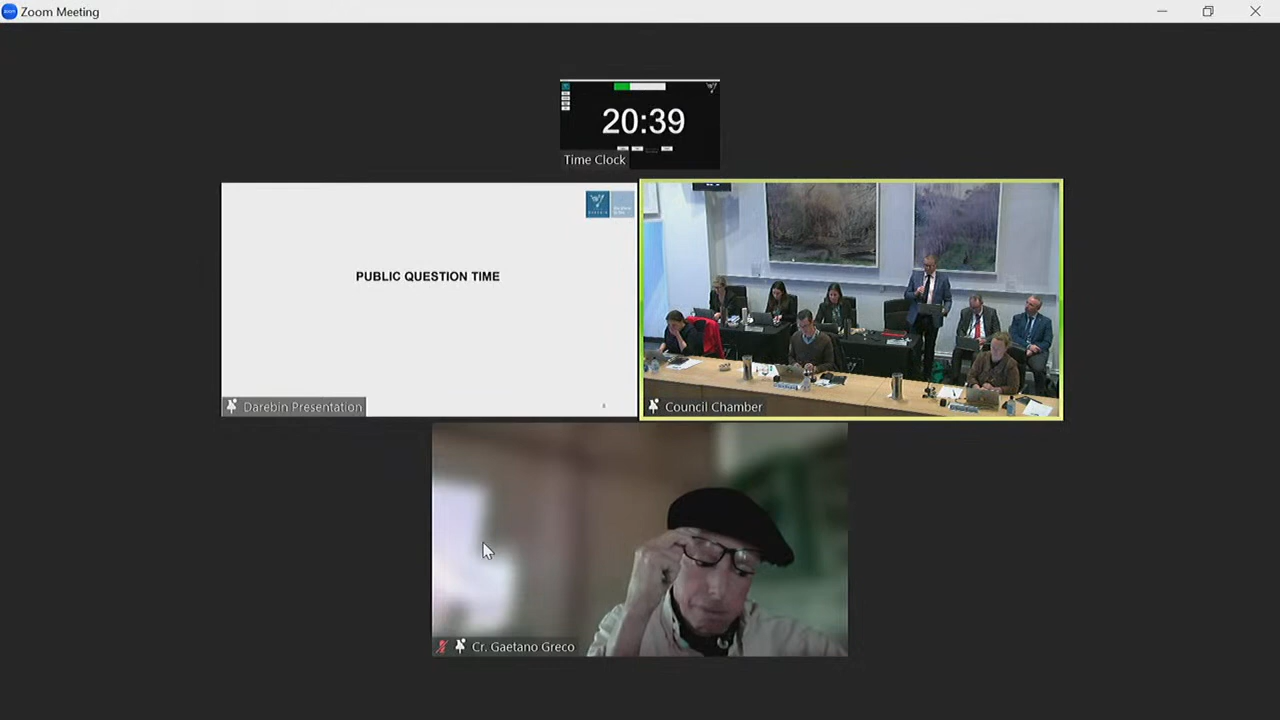 Zoom Meeting
20:39
Time Clock
PUBLIC QUESTION TIME
Darebin Presentation
Council Chamber
Cr. Gaetano Greco